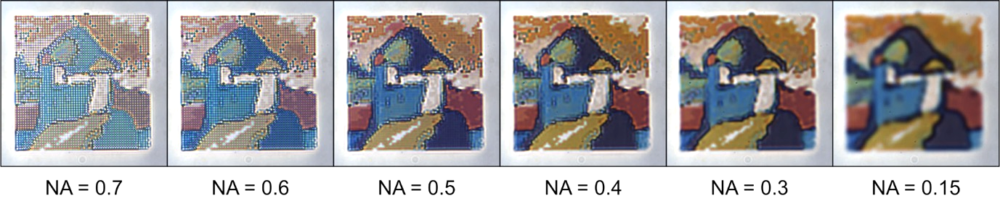 NA = 0.7
NA = 0.6
NA = 0.5
NA = 0.4
NA = 0.3
NA = 0.15